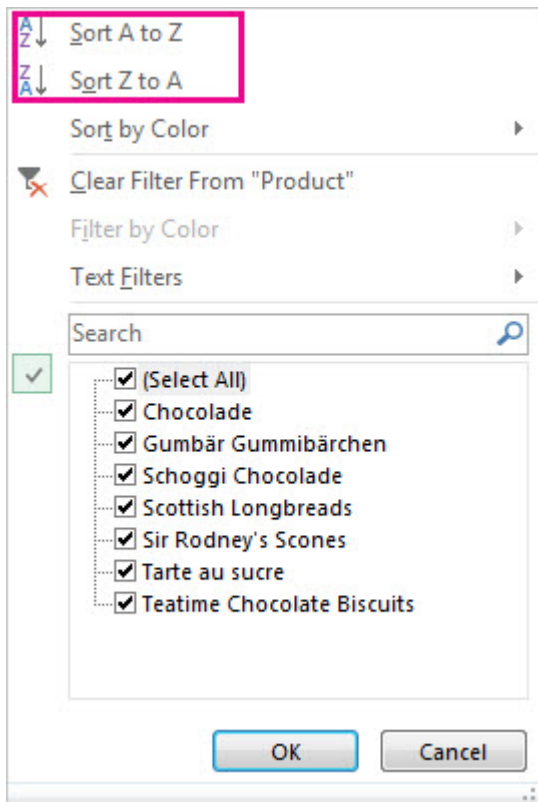 Sort A to Z
Sort Z to A
Sort by Color
Clear Filter From "Product"
Filter by Color
Text Filters
Search
(Select All)
Chocolade
Gumbär Gummibärchen
Schoggi Chocolade
Scottish Longbreads
Sir Rodney's Scones
Tarte au sucre
Teatime Chocolate Biscuits
OK Cancel